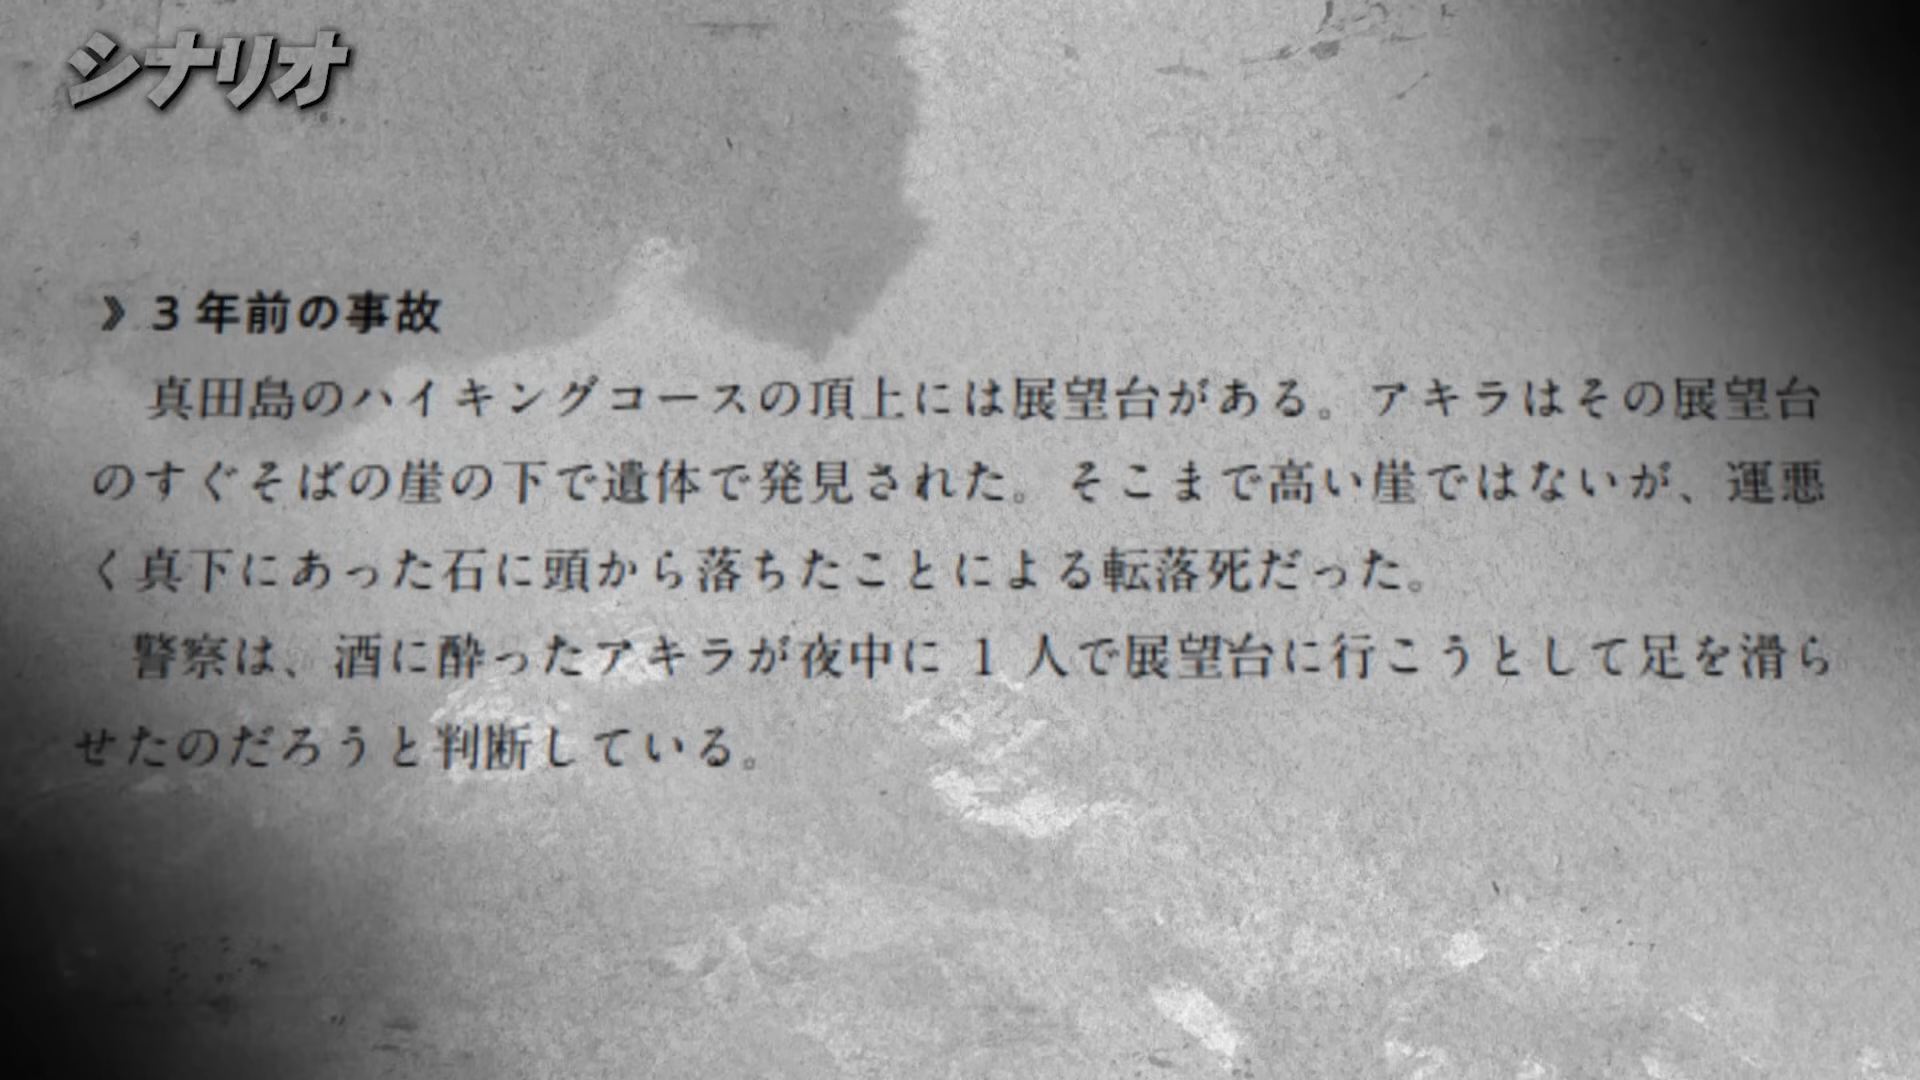 シナリオ
》3年前の事故
真田島のハイキングコースの頂上には展望台がある。アキラはその展望台
のすぐそばの崖の下で遺体で発見された。そこまで高い崖ではないが、運悪
く真下にあった石に頭から落ちたことによる転落死だった。
警察は、酒に酔ったアキラが夜中に 1 人で展望台に行こうとして足を滑ら
せたのだろうと判断している。